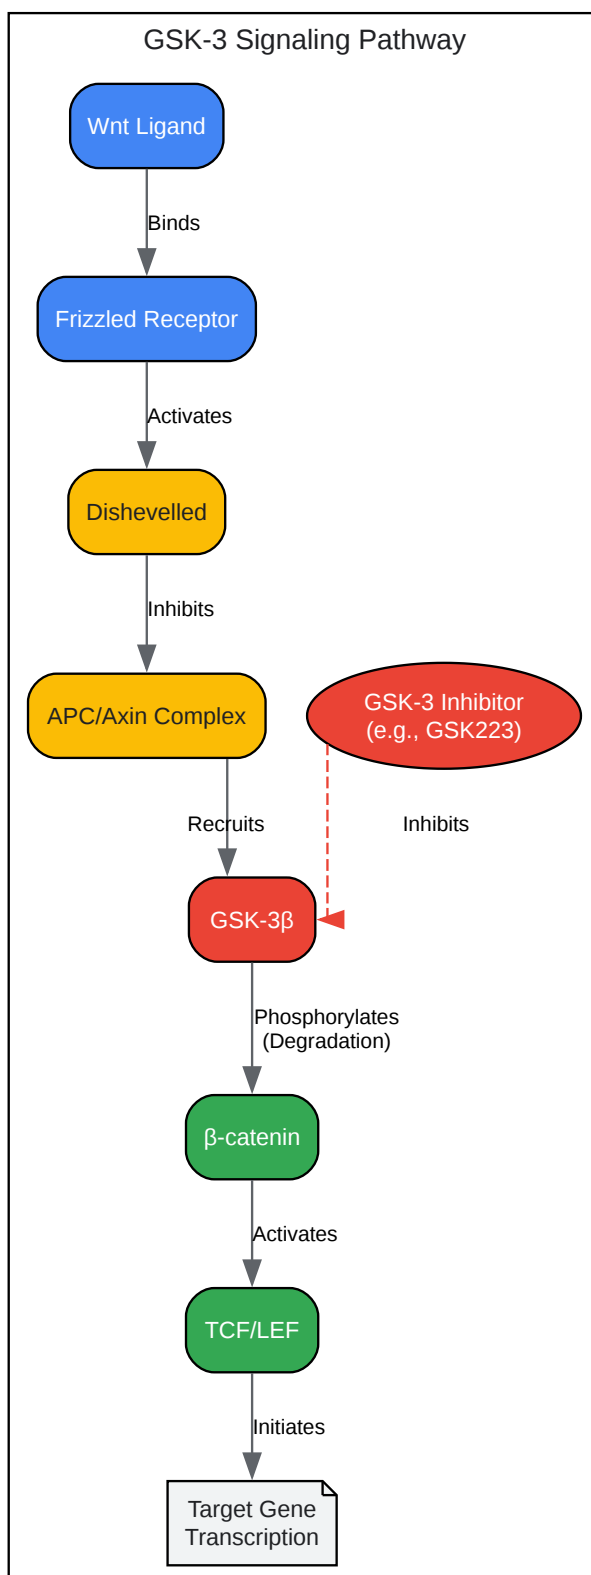 GSK-3 Signaling Pathway
Wnt Ligand
Binds
Frizzled Receptor
Activates
Dishevelled
Inhibits
APC/Axin Complex
GSK-3 Inhibitor
(e.g., GSK223)
Recruits
Inhibits
GSK-3β
Phosphorylates
(Degradation)
β-catenin
Activates
TCF/LEF
Initiates
Target Gene
Transcription